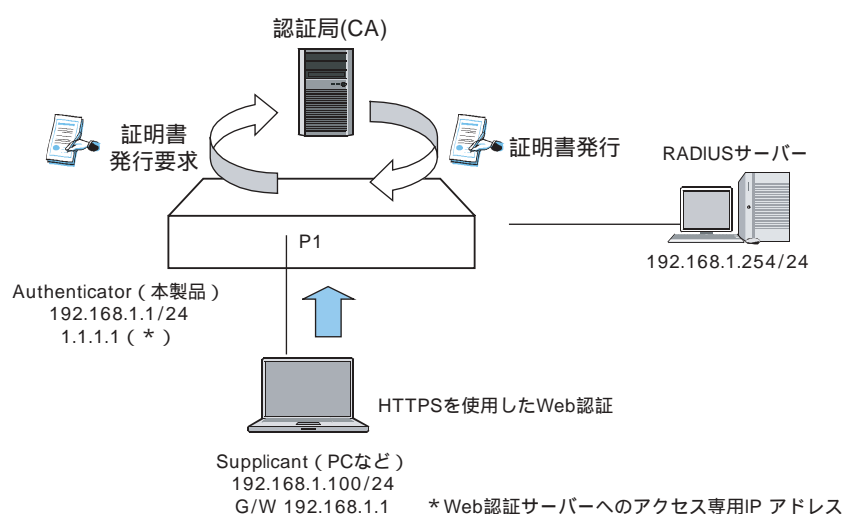 認証局(CA)
証明書
発行要求
証明書発行
RADIUSサーバー
192.168.1.254/24
P1
Authenticator（本製品）
192.168.1.1/24
1.1.1.1（＊）
HTTPSを使用したWeb認証
Supplicant（PCなど）
192.168.1.100/24
G/W 192.168.1.1
＊Web認証サーバーへのアクセス専用IP アドレス